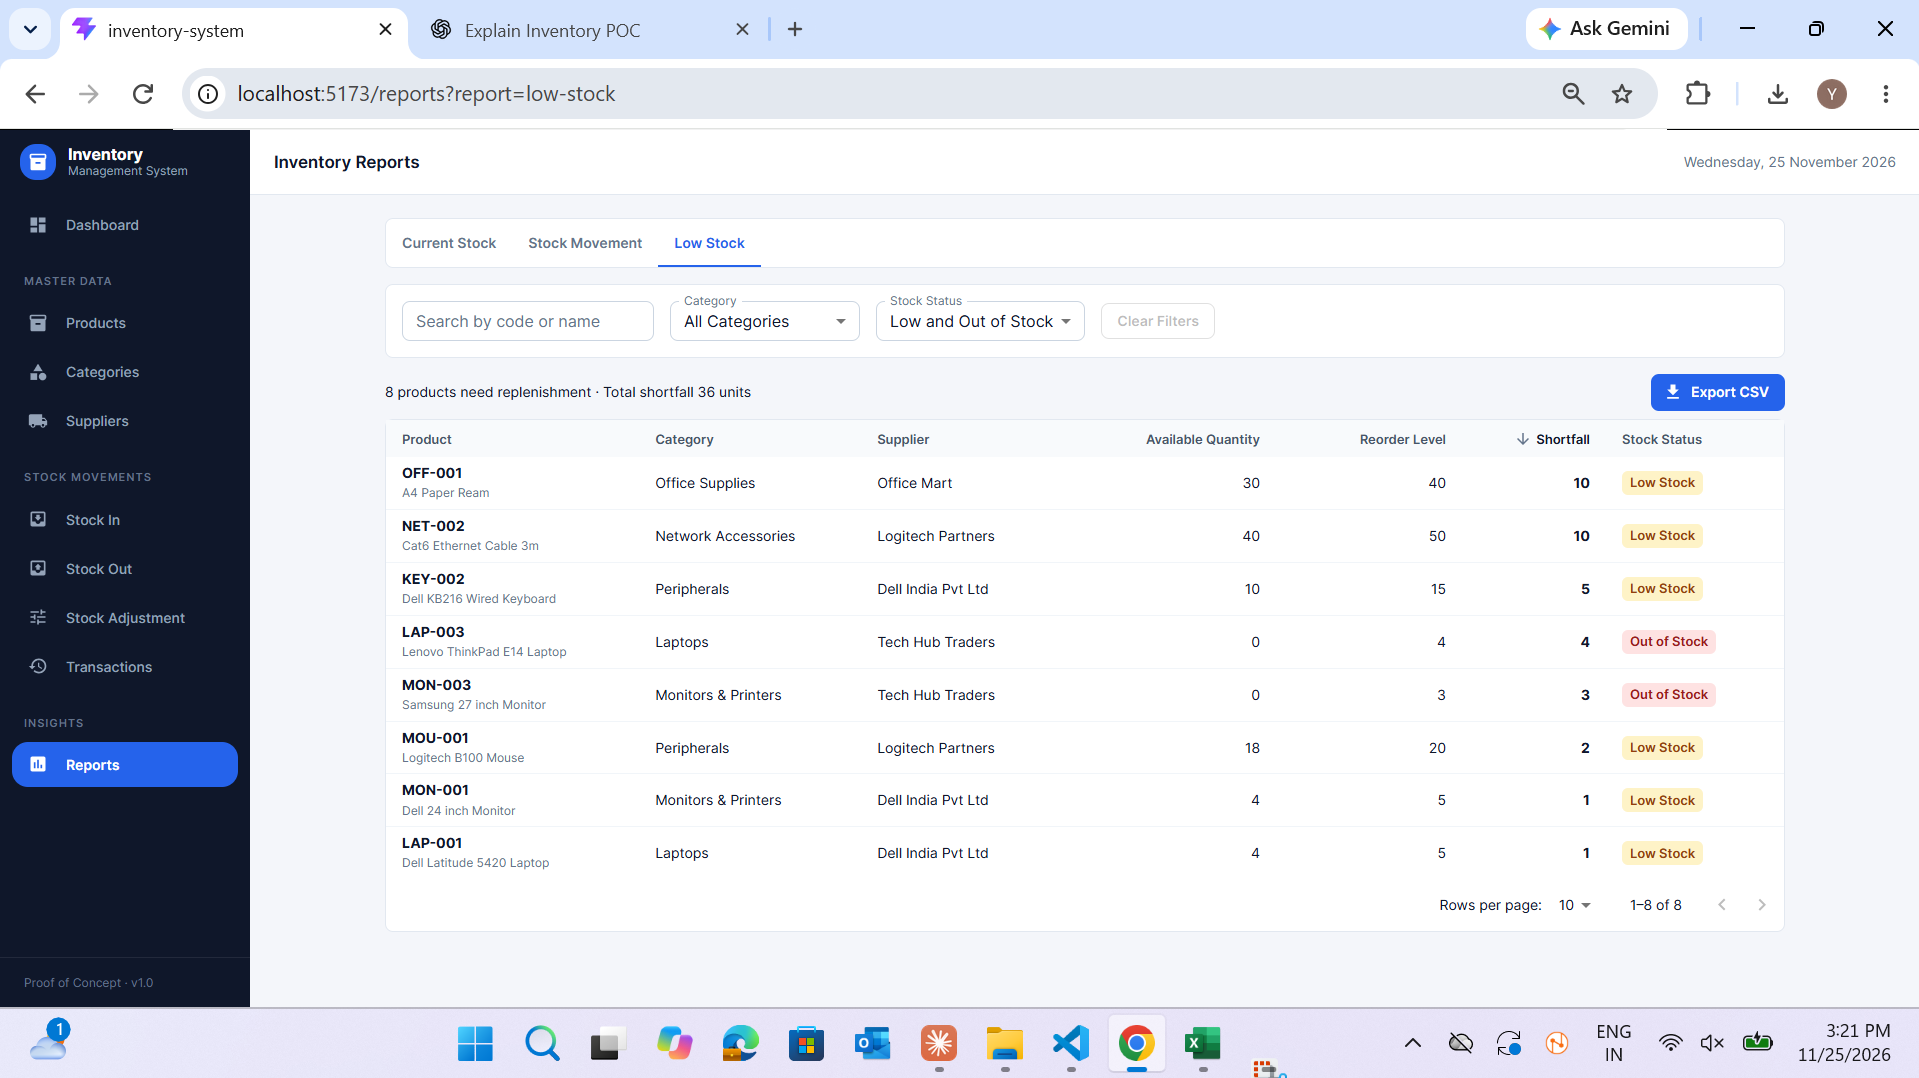 inventory-system
Explain Inventory POC
Ask Gemini
localhost:5173/reports?report=low-stock
Y
Inventory
Management System
Inventory Reports
Wednesday, 25 November 2026
Dashboard
MASTER DATA
Products
Categories
Suppliers
STOCK MOVEMENTS
Stock In
Stock Out
Stock Adjustment
Transactions
INSIGHTS
Reports
Proof of Concept · v1.0
Current Stock Stock Movement Low Stock
Category Stock Status
Search by code or name All Categories Low and Out of Stock Clear Filters
8 products need replenishment · Total shortfall 36 units Export CSV
Product Category Supplier Available Quantity Reorder Level Shortfall Stock Status
OFF-001
A4 Paper Ream Office Supplies Office Mart 30 40 10 Low Stock
NET-002
Cat6 Ethernet Cable 3m Network Accessories Logitech Partners 40 50 10 Low Stock
KEY-002
Dell KB216 Wired Keyboard Peripherals Dell India Pvt Ltd 10 15 5 Low Stock
LAP-003
Lenovo ThinkPad E14 Laptop Laptops Tech Hub Traders 0 4 4 Out of Stock
MON-003
Samsung 27 inch Monitor Monitors & Printers Tech Hub Traders 0 3 3 Out of Stock
MOU-001
Logitech B100 Mouse Peripherals Logitech Partners 18 20 2 Low Stock
MON-001
Dell 24 inch Monitor Monitors & Printers Dell India Pvt Ltd 4 5 1 Low Stock
LAP-001
Dell Latitude 5420 Laptop Laptops Dell India Pvt Ltd 4 5 1 Low Stock
Rows per page: 10 1–8 of 8
1
ENG
IN
3:21 PM
11/25/2026